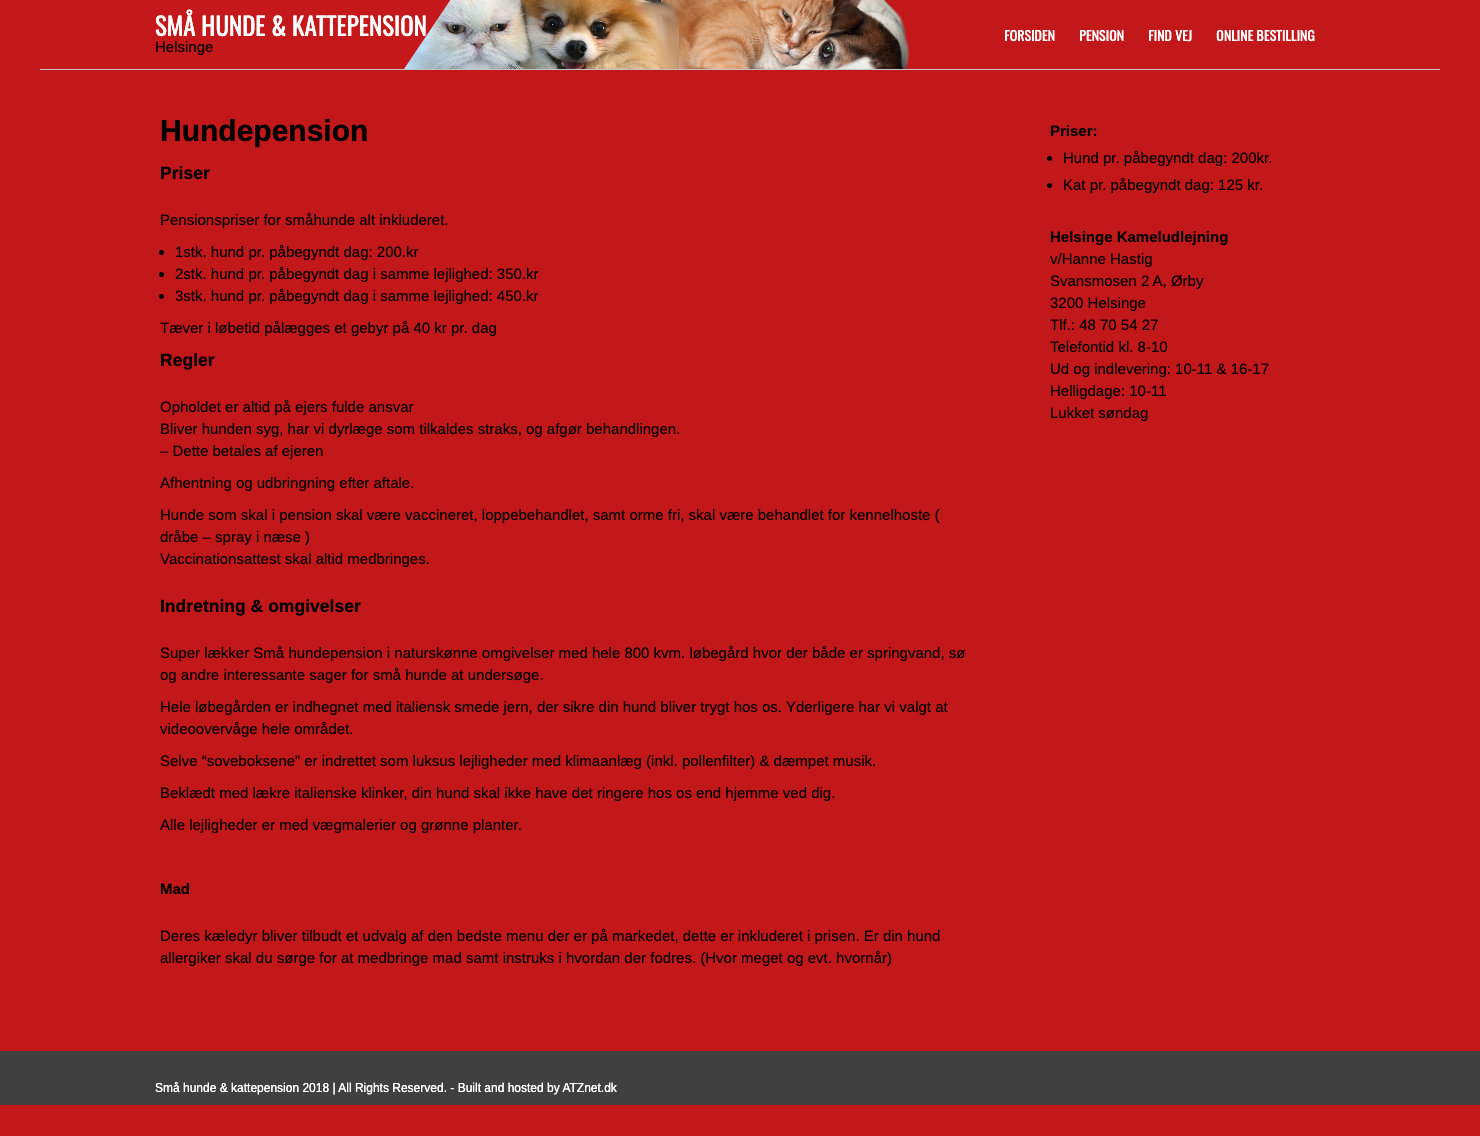 SMÅ HUNDE & KATTEPENSION
Helsinge
FORSIDEN PENSION FIND VEJ ONLINE BESTILLING
Hundepension
Priser
Pensionspriser for småhunde alt inkluderet.
1stk. hund pr. påbegyndt dag: 200.kr
2stk. hund pr. påbegyndt dag i samme lejlighed: 350.kr
3stk. hund pr. påbegyndt dag i samme lejlighed: 450.kr
Tæver i løbetid pålægges et gebyr på 40 kr pr. dag
Regler
Opholdet er altid på ejers fulde ansvar
Bliver hunden syg, har vi dyrlæge som tilkaldes straks, og afgør behandlingen.
– Dette betales af ejeren
Afhentning og udbringning efter aftale.
Hunde som skal i pension skal være vaccineret, loppebehandlet, samt orme fri, skal være behandlet for kennelhoste (
dråbe – spray i næse )
Vaccinationsattest skal altid medbringes.
Indretning & omgivelser
Super lækker Små hundepension i naturskønne omgivelser med hele 800 kvm. løbegård hvor der både er springvand, sø
og andre interessante sager for små hunde at undersøge.
Hele løbegården er indhegnet med italiensk smede jern, der sikre din hund bliver trygt hos os. Yderligere har vi valgt at
videoovervåge hele området.
Selve “soveboksene” er indrettet som luksus lejligheder med klimaanlæg (inkl. pollenfilter) & dæmpet musik.
Beklædt med lækre italienske klinker, din hund skal ikke have det ringere hos os end hjemme ved dig.
Alle lejligheder er med vægmalerier og grønne planter.
Mad
Deres kæledyr bliver tilbudt et udvalg af den bedste menu der er på markedet, dette er inkluderet i prisen. Er din hund
allergiker skal du sørge for at medbringe mad samt instruks i hvordan der fodres. (Hvor meget og evt. hvornår)
Priser:
Hund pr. påbegyndt dag: 200kr.
Kat pr. påbegyndt dag: 125 kr.
Helsinge Kameludlejning
v/Hanne Hastig
Svansmosen 2 A, Ørby
3200 Helsinge
Tlf.: 48 70 54 27
Telefontid kl. 8-10
Ud og indlevering: 10-11 & 16-17
Helligdage: 10-11
Lukket søndag
Små hunde & kattepension 2018 | All Rights Reserved. - Built and hosted by ATZnet.dk